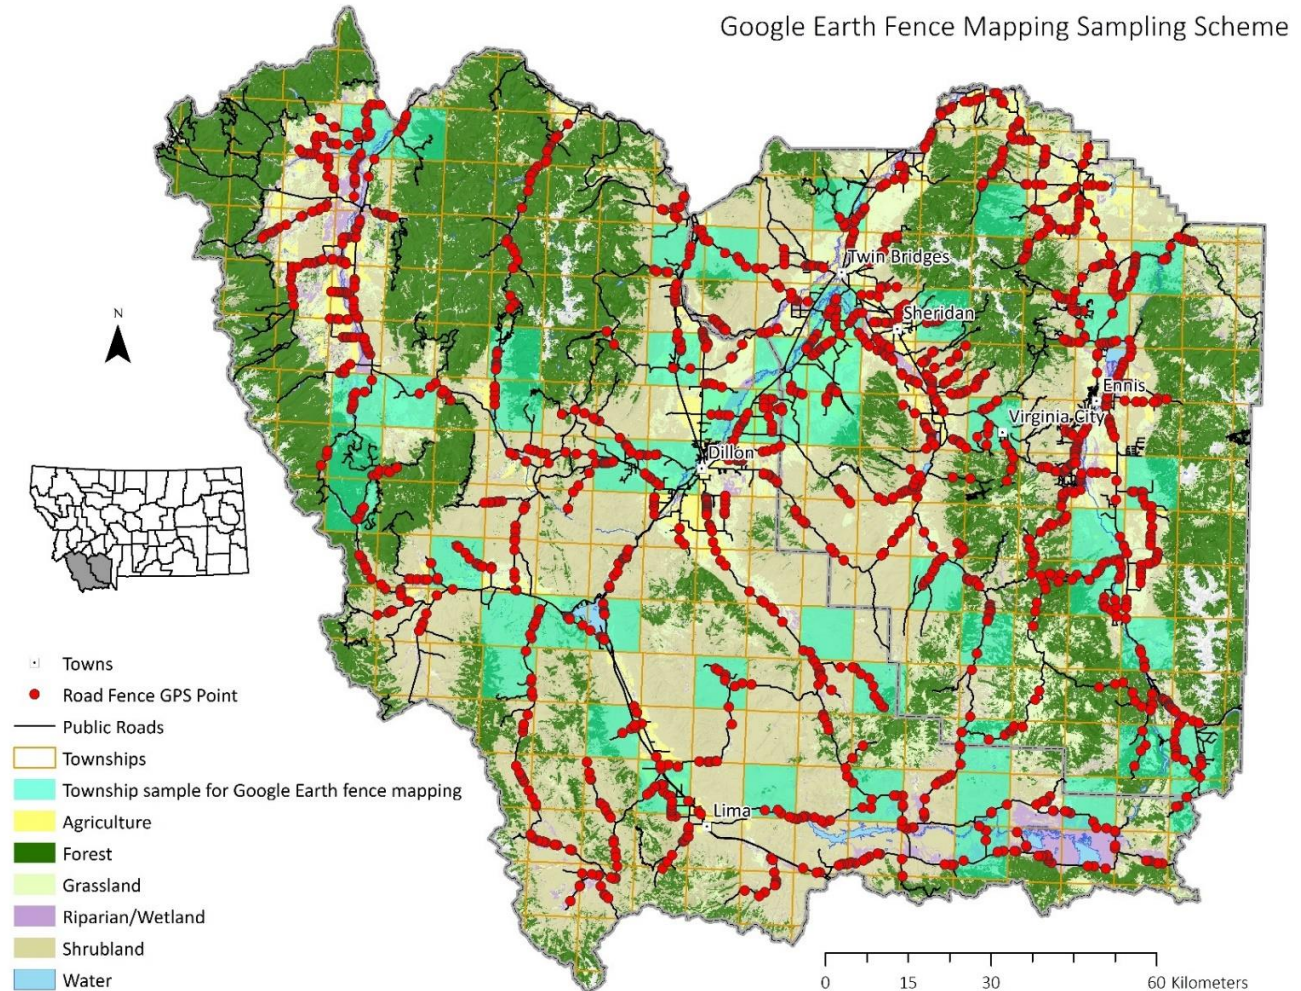 Google Earth Fence Mapping Sampling Scheme
Twin Bridges
Sheridan
N
Ennis
Virginia City
Dillon
Towns
Road Fence GPS Point
Public Roads
Townships
Township sample for Google Earth fence mapping
Lima
Agriculture
Forest
Grassland
Riparian/Wetland
Shrubland
Water
0 15 30 60 Kilometers